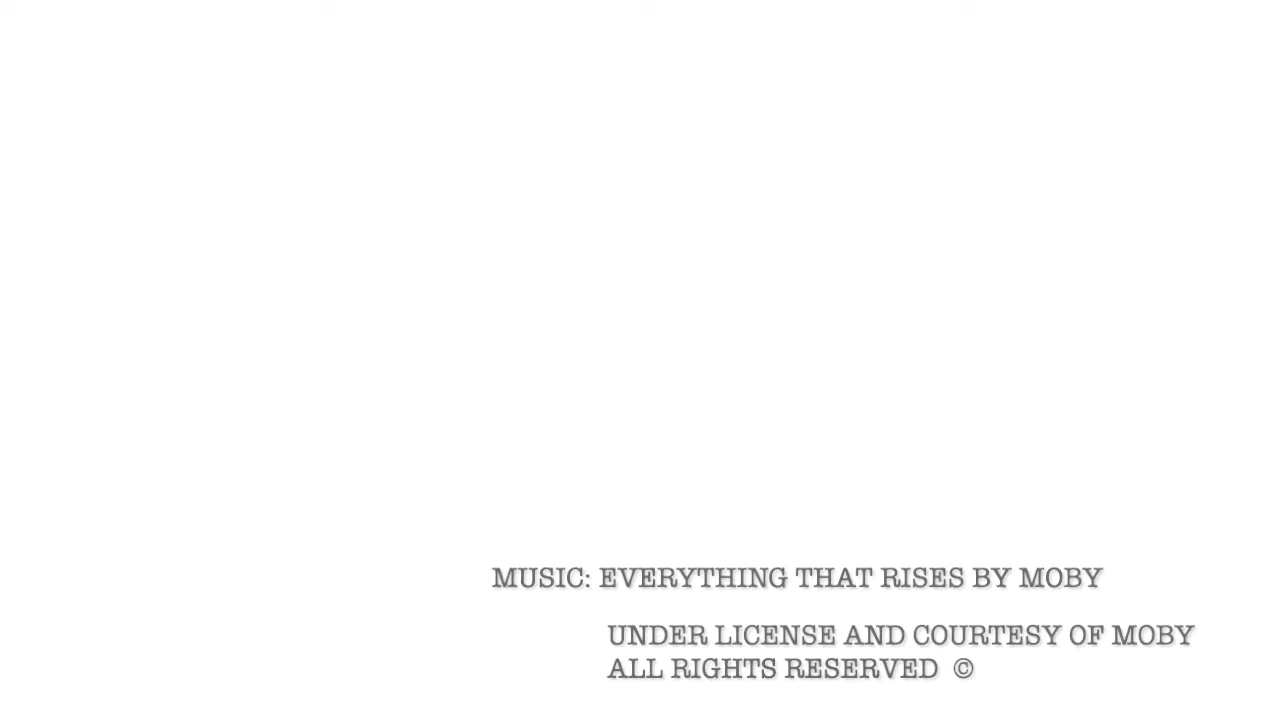 MUSIC: EVERYTHING THAT RISES BY MOBY
UNDER LICENSE AND COURTESY OF MOBY
ALL RIGHTS RESERVED ©